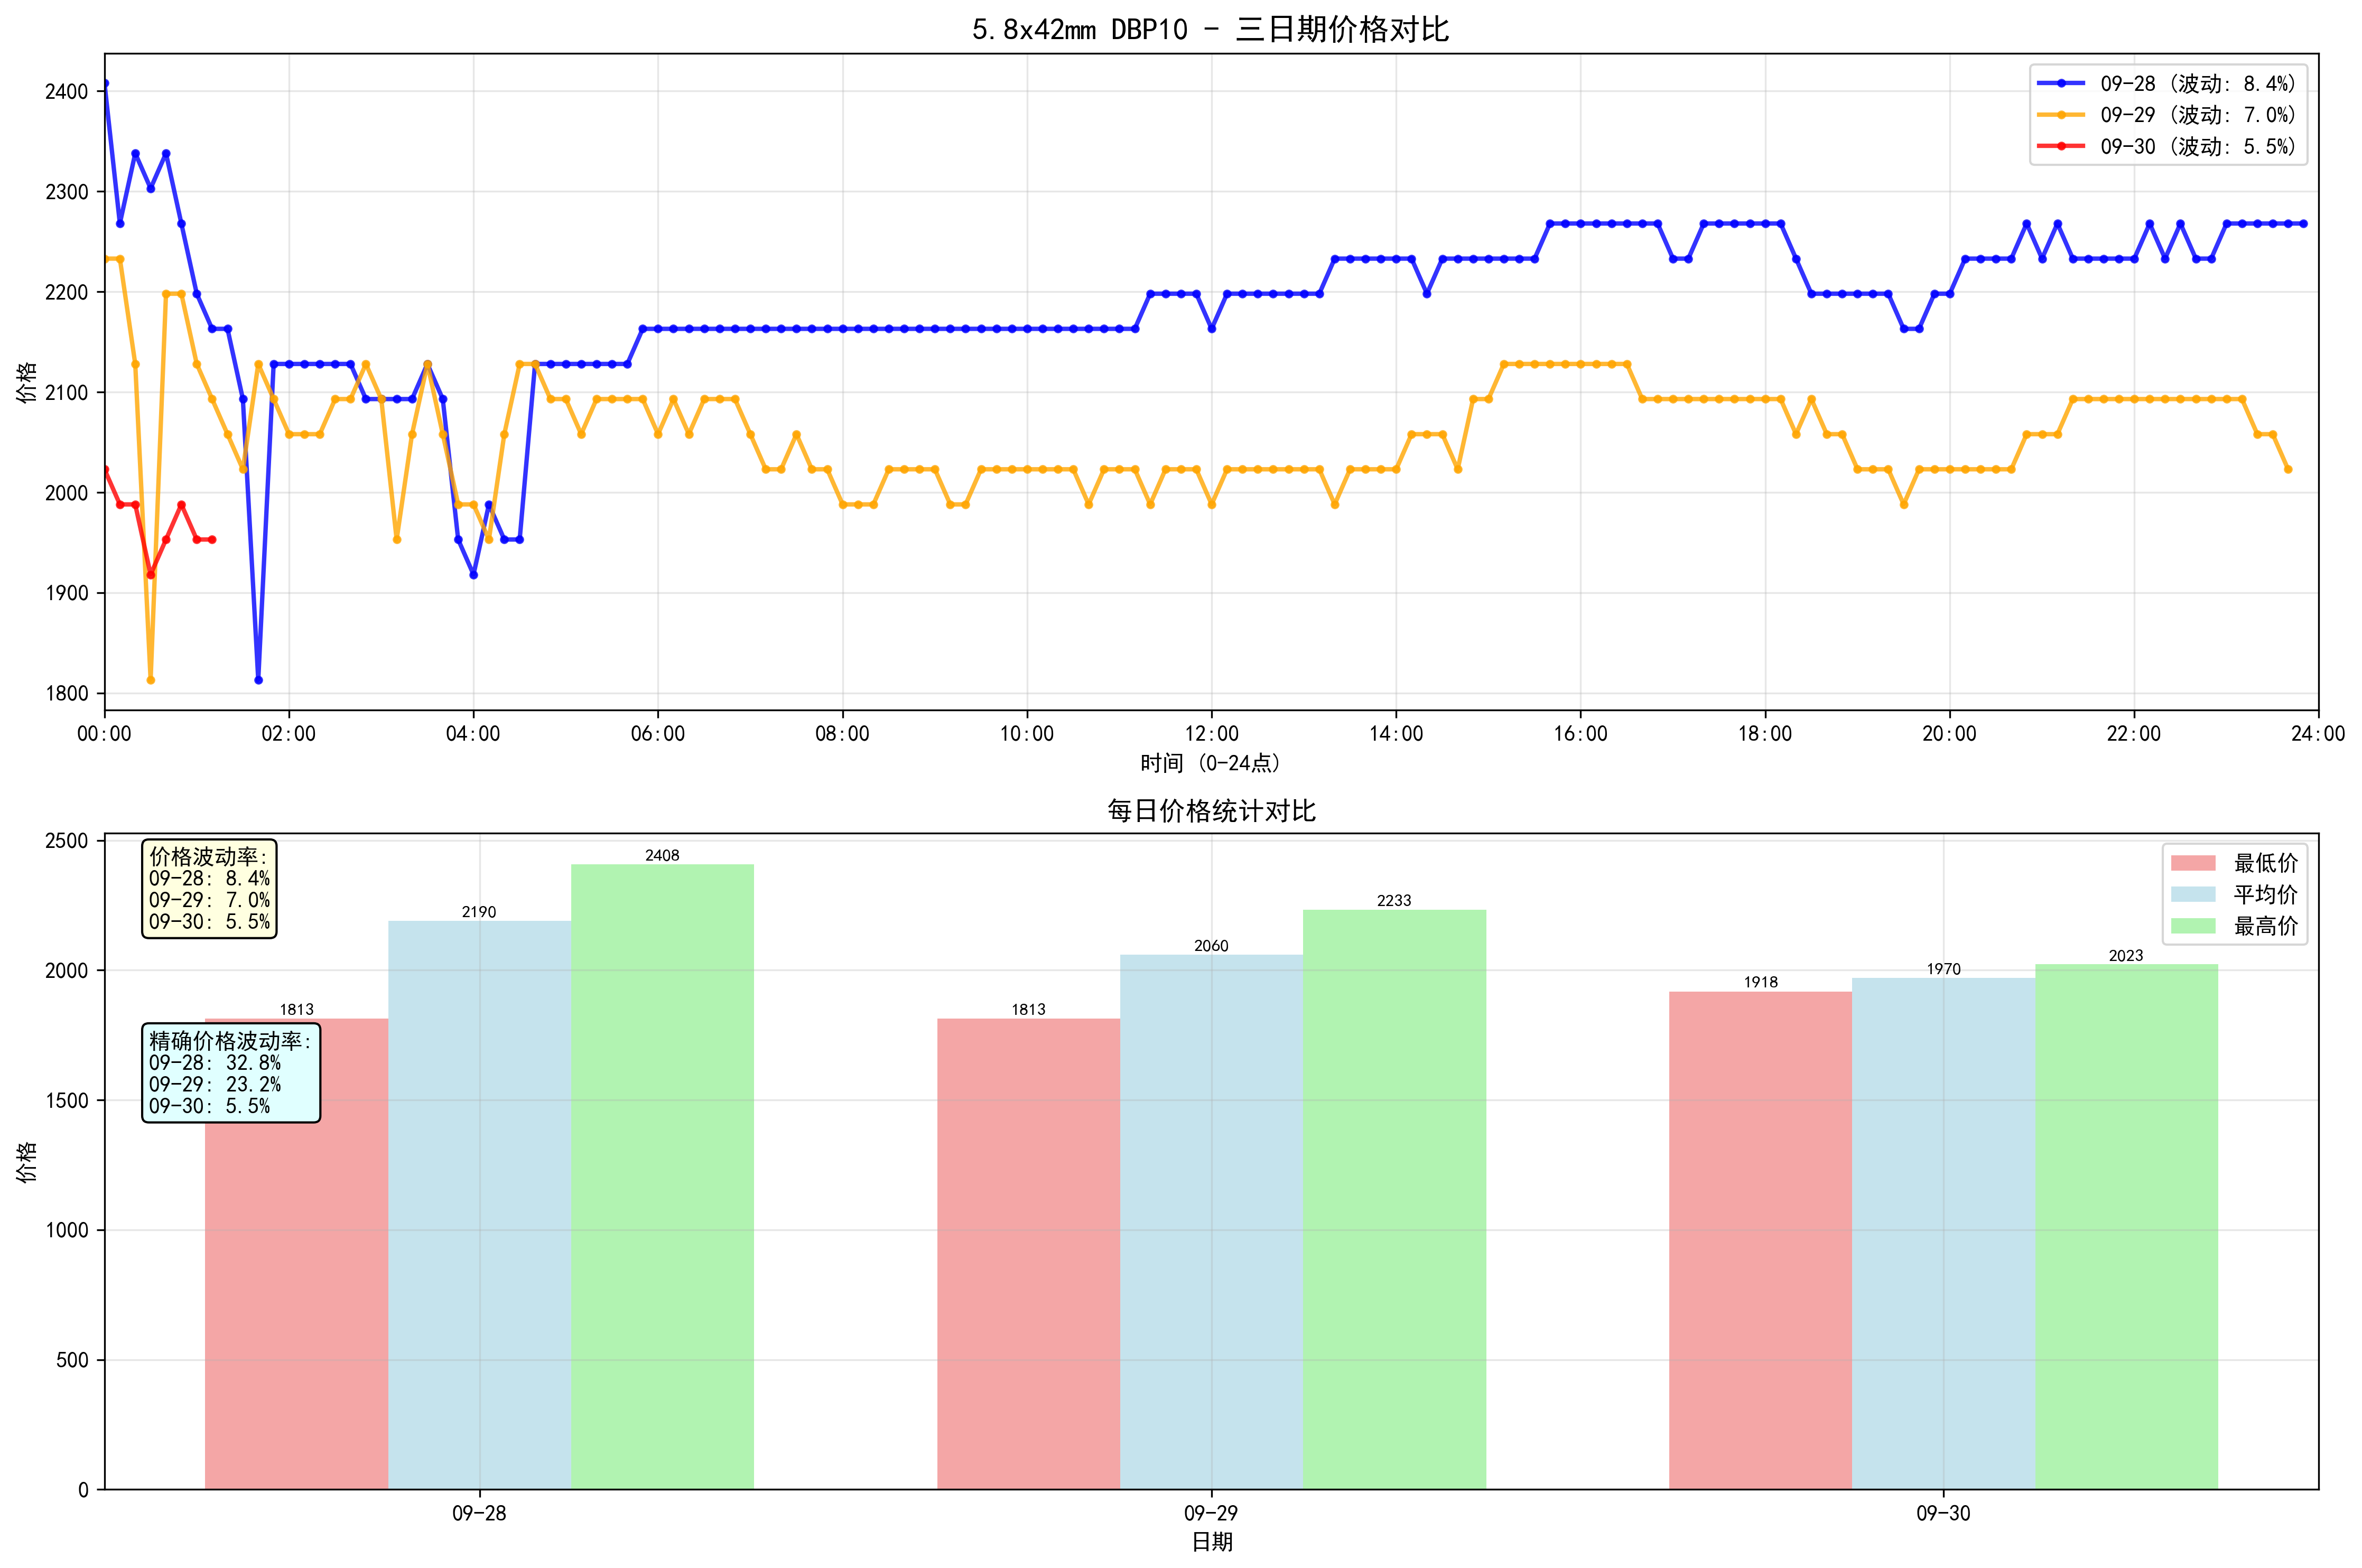 5.8x42mm DBP10 - 三日期价格对比
09-28 (波动: 8.4%)
09-29 (波动: 7.0%)
09-30 (波动: 5.5%)
价格
2400
2300
2200
2100
2000
1900
1800
00:00 02:00 04:00 06:00 08:00 10:00 12:00 14:00 16:00 18:00 20:00 22:00 24:00
时间 (0-24点)
每日价格统计对比
价格波动率:
09-28: 8.4%
09-29: 7.0%
09-30: 5.5%
精确价格波动率:
09-28: 32.8%
09-29: 23.2%
09-30: 5.5%
最低价
平均价
最高价
1813 2190 2408 1813 2060 2233 1918 1970 2023
价格
2500
2000
1500
1000
500
0
09-28 09-29 09-30
日期